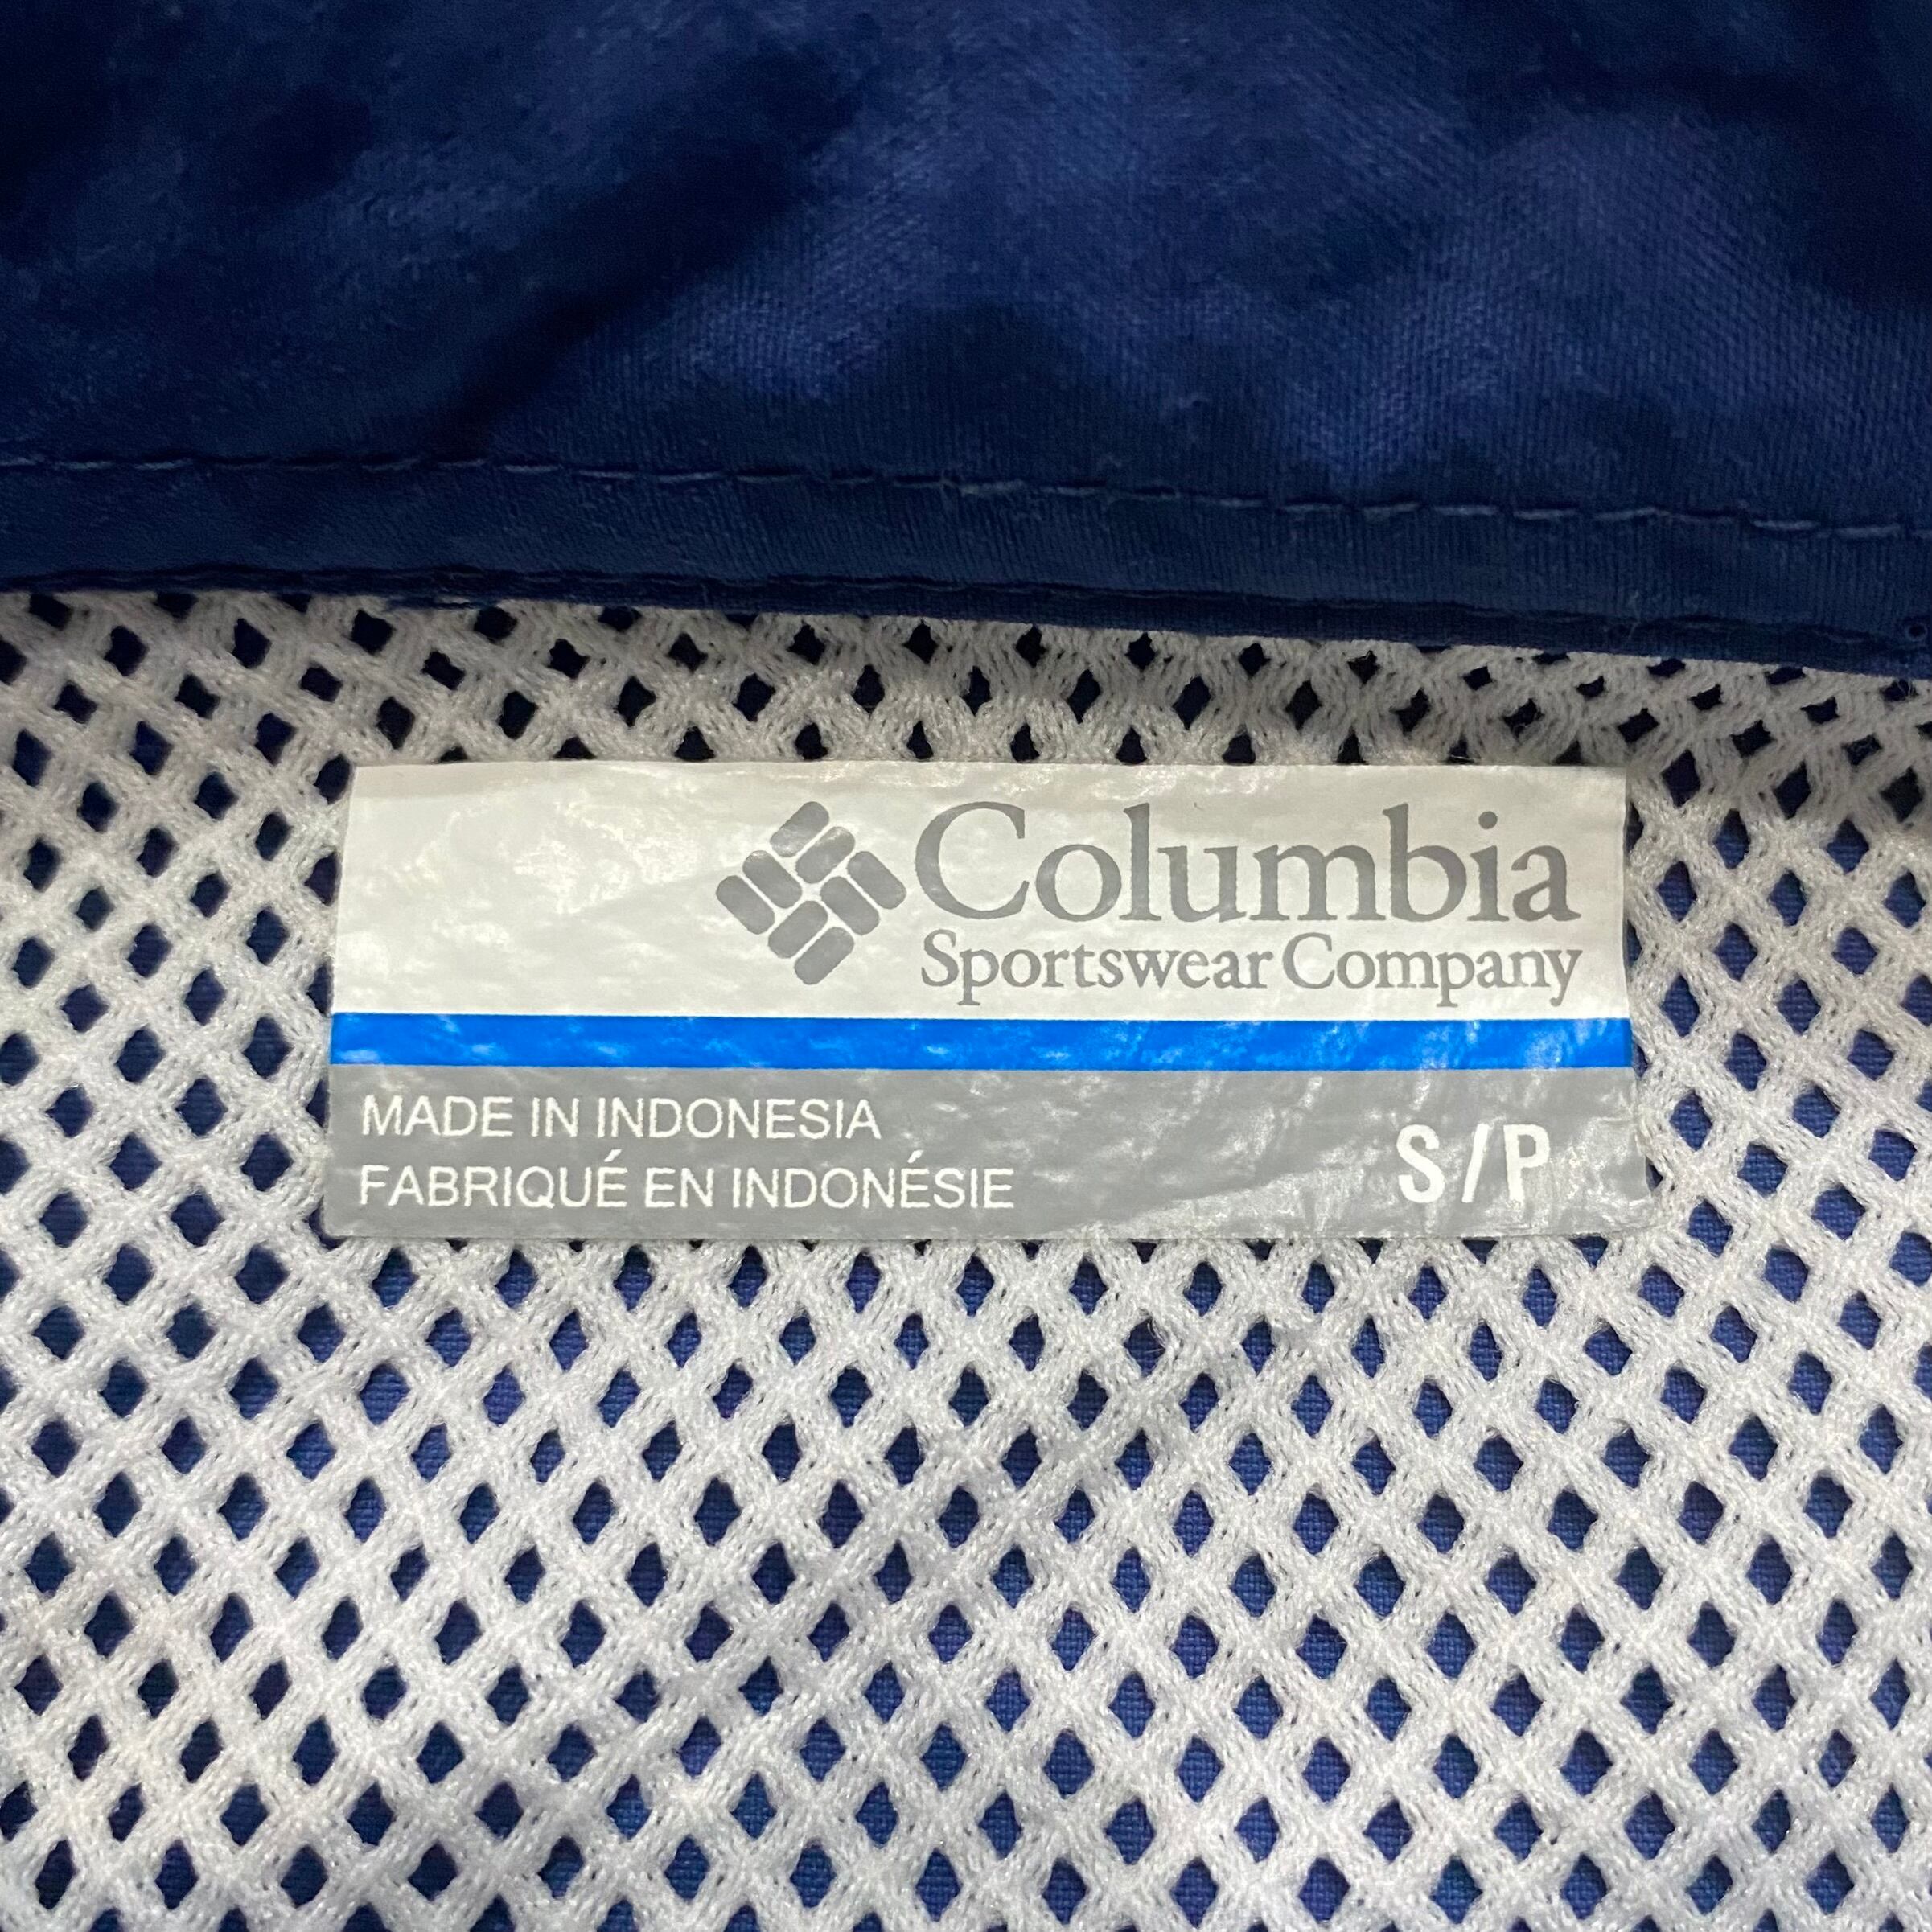 Columbia
Sportswear Company
MADE IN INDONESIA
FABRIQUÉ EN INDONÉSIE
S/P